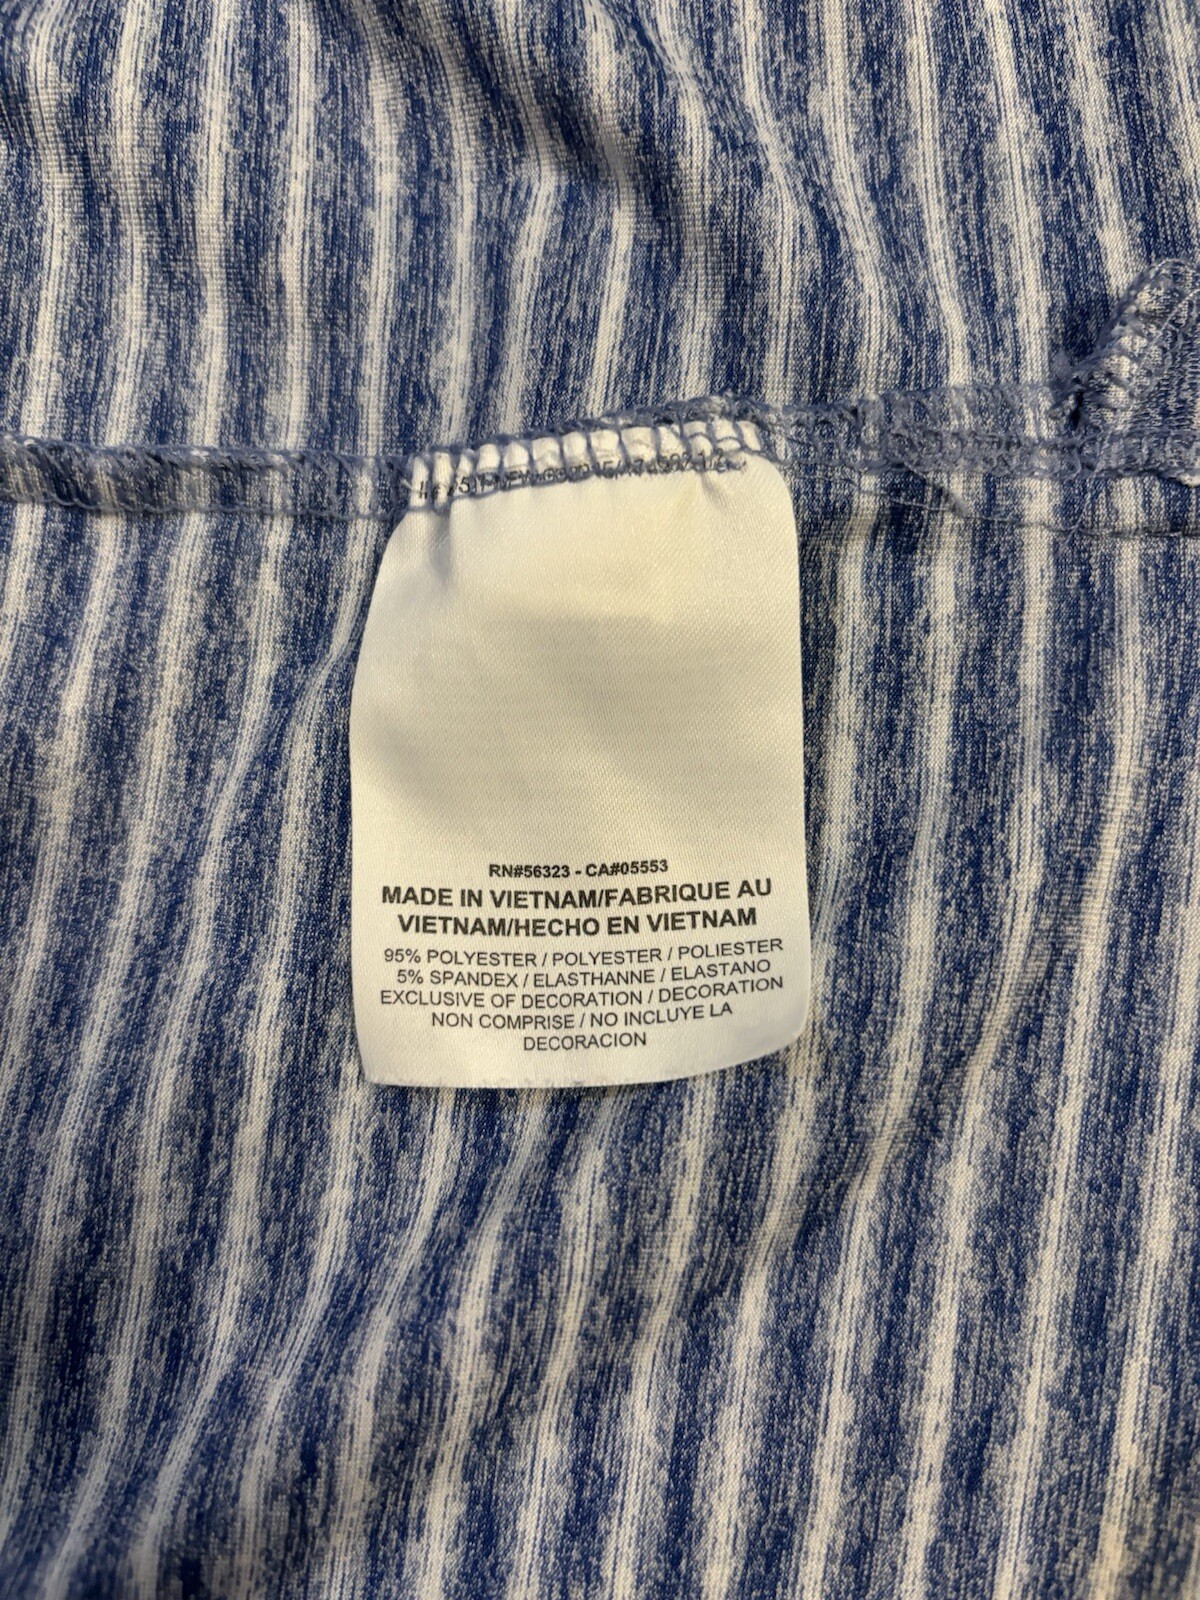 RN#56323 - CA#05553
MADE IN VIETNAM/FABRIQUE AU
VIETNAM/HECHO EN VIETNAM
95% POLYESTER / POLYESTER / POLIESTER
5% SPANDEX / ELASTHANNE / ELASTANO
EXCLUSIVE OF DECORATION / DECORATION
NON COMPRISE / NO INCLUYE LA
DECORACION